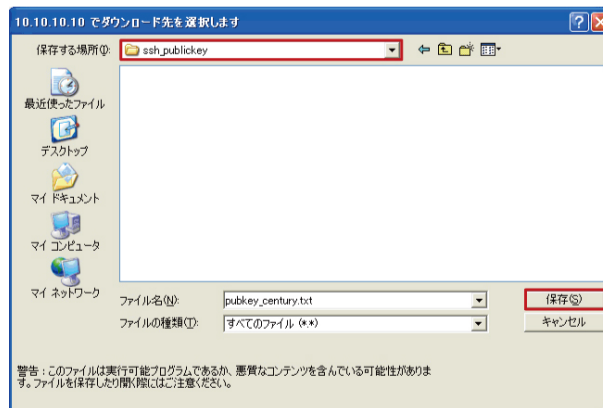 10.10.10.10 でダウンロード先を選択します
保存する場所(I):
ssh_publickey
最近使ったファイル
デスクトップ
マイ ドキュメント
マイ コンピュータ
マイ ネットワーク
ファイル名(N):
pubkey_century.txt
保存(S)
ファイルの種類(T):
すべてのファイル (*.*)
キャンセル
警告 : このファイルは実行可能プログラムであるか、悪質なコンテンツを含んでいる可能性がありま
す。ファイルを保存したり開く際にはご注意ください。